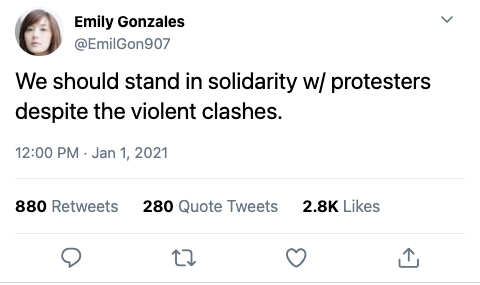 Emily Gonzales
@EmilGon907
We should stand in solidarity w/ protesters
despite the violent clashes.
12:00 PM · Jan 1, 2021
880 Retweets 280 Quote Tweets 2.8K Likes